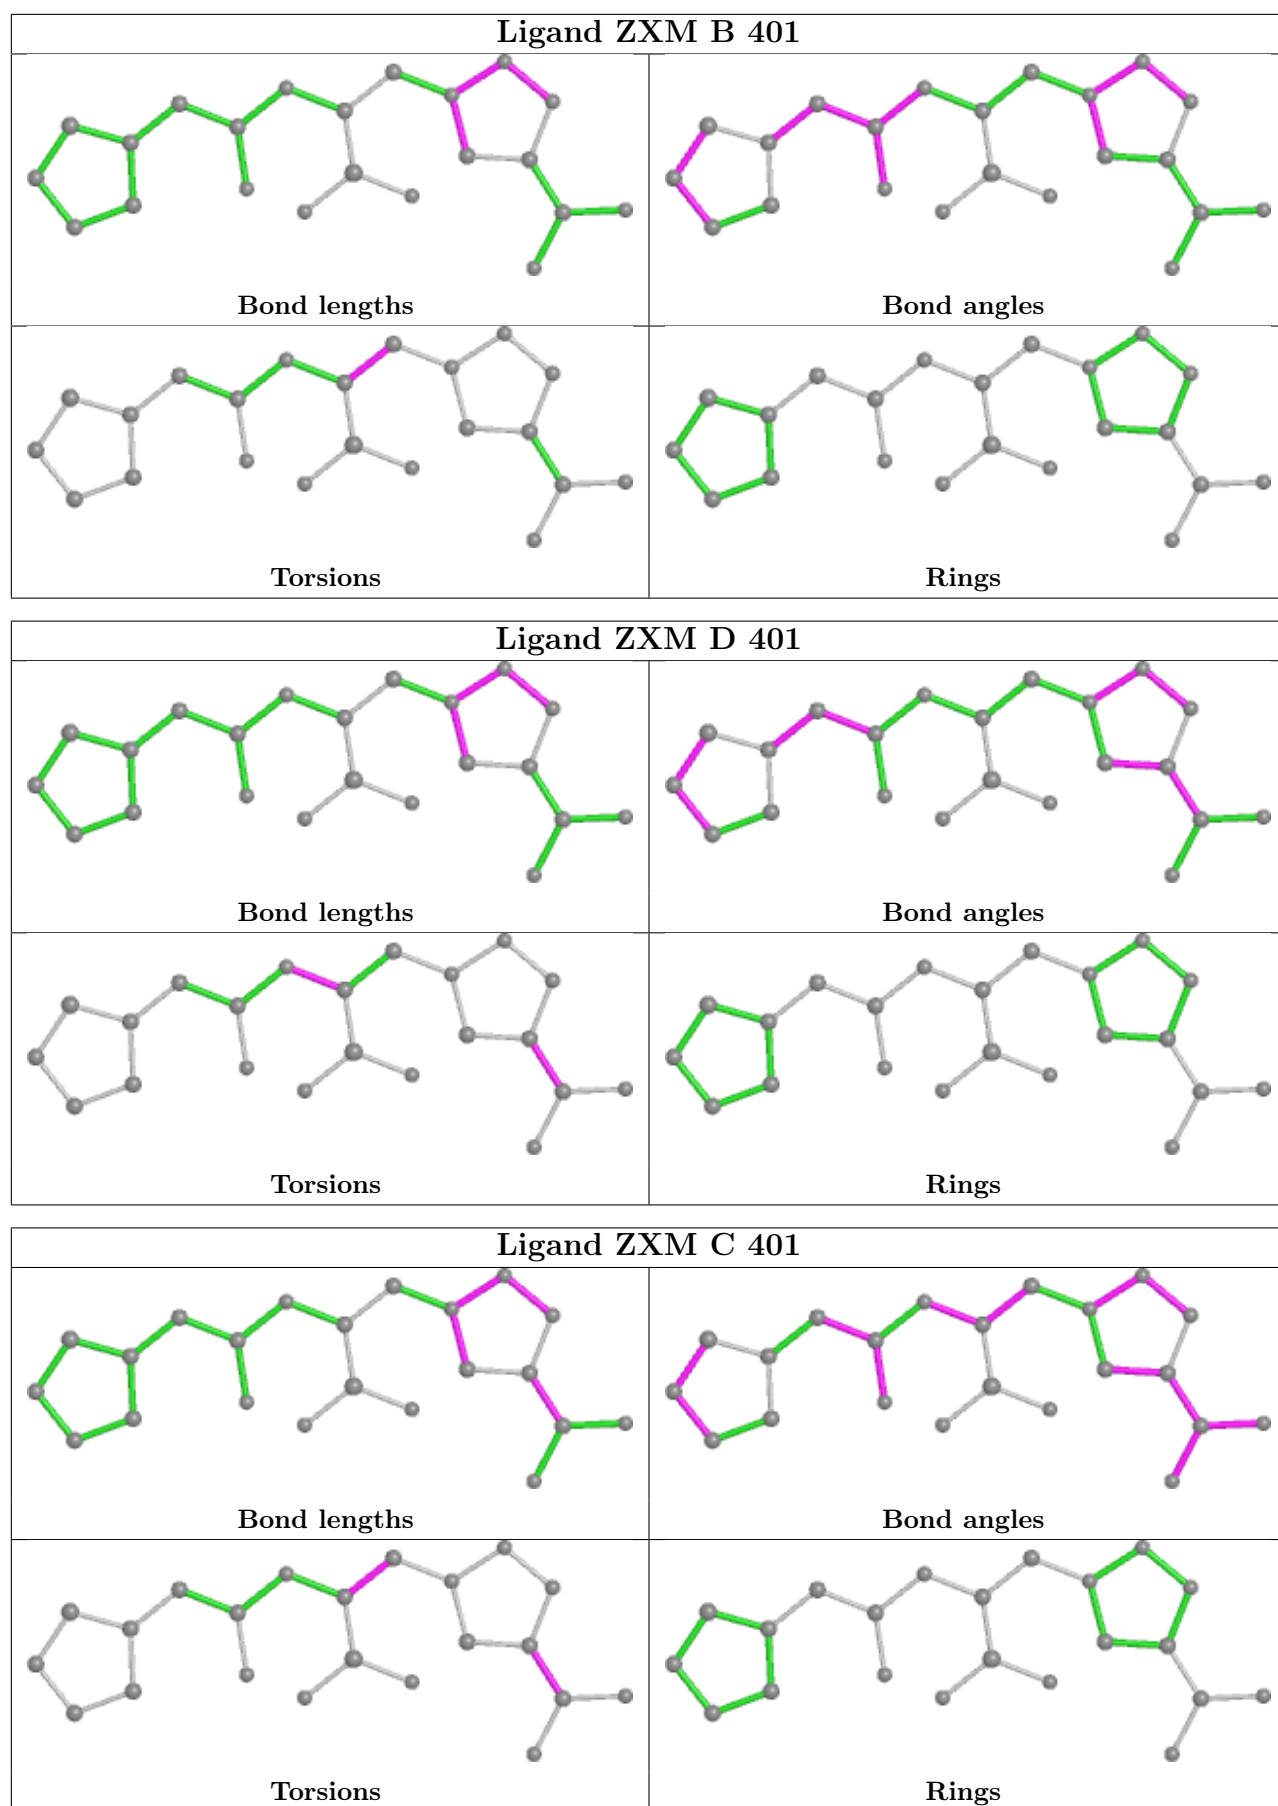 Ligand ZXM B 401
Bond lengths
Bond angles
Torsions
Rings
Ligand ZXM D 401
Bond lengths
Bond angles
Torsions
Rings
Ligand ZXM C 401
Bond lengths
Bond angles
Torsions
Rings